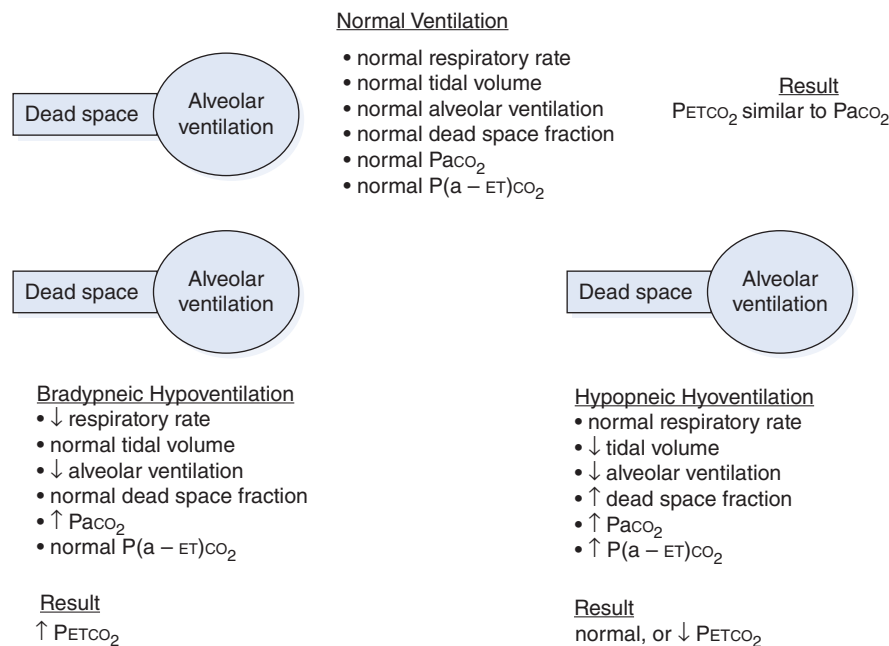 Normal Ventilation
• normal respiratory rate
• normal tidal volume
• normal alveolar ventilation
• normal dead space fraction
• normal PaCO₂
• normal P(a – ET)CO₂
Dead space
Alveolar
ventilation
Result
PETCO₂ similar to PaCO₂
Dead space
Alveolar
ventilation
Bradypneic Hypoventilation
• ↓ respiratory rate
• normal tidal volume
• ↓ alveolar ventilation
• normal dead space fraction
• ↑ PaCO₂
• normal P(a – ET)CO₂
Result
↑ PETCO₂
Dead space
Alveolar
ventilation
Hypopneic Hyoventilation
• normal respiratory rate
• ↓ tidal volume
• ↓ alveolar ventilation
• ↑ dead space fraction
• ↑ PaCO₂
• ↑ P(a – ET)CO₂
Result
normal, or ↓ PETCO₂